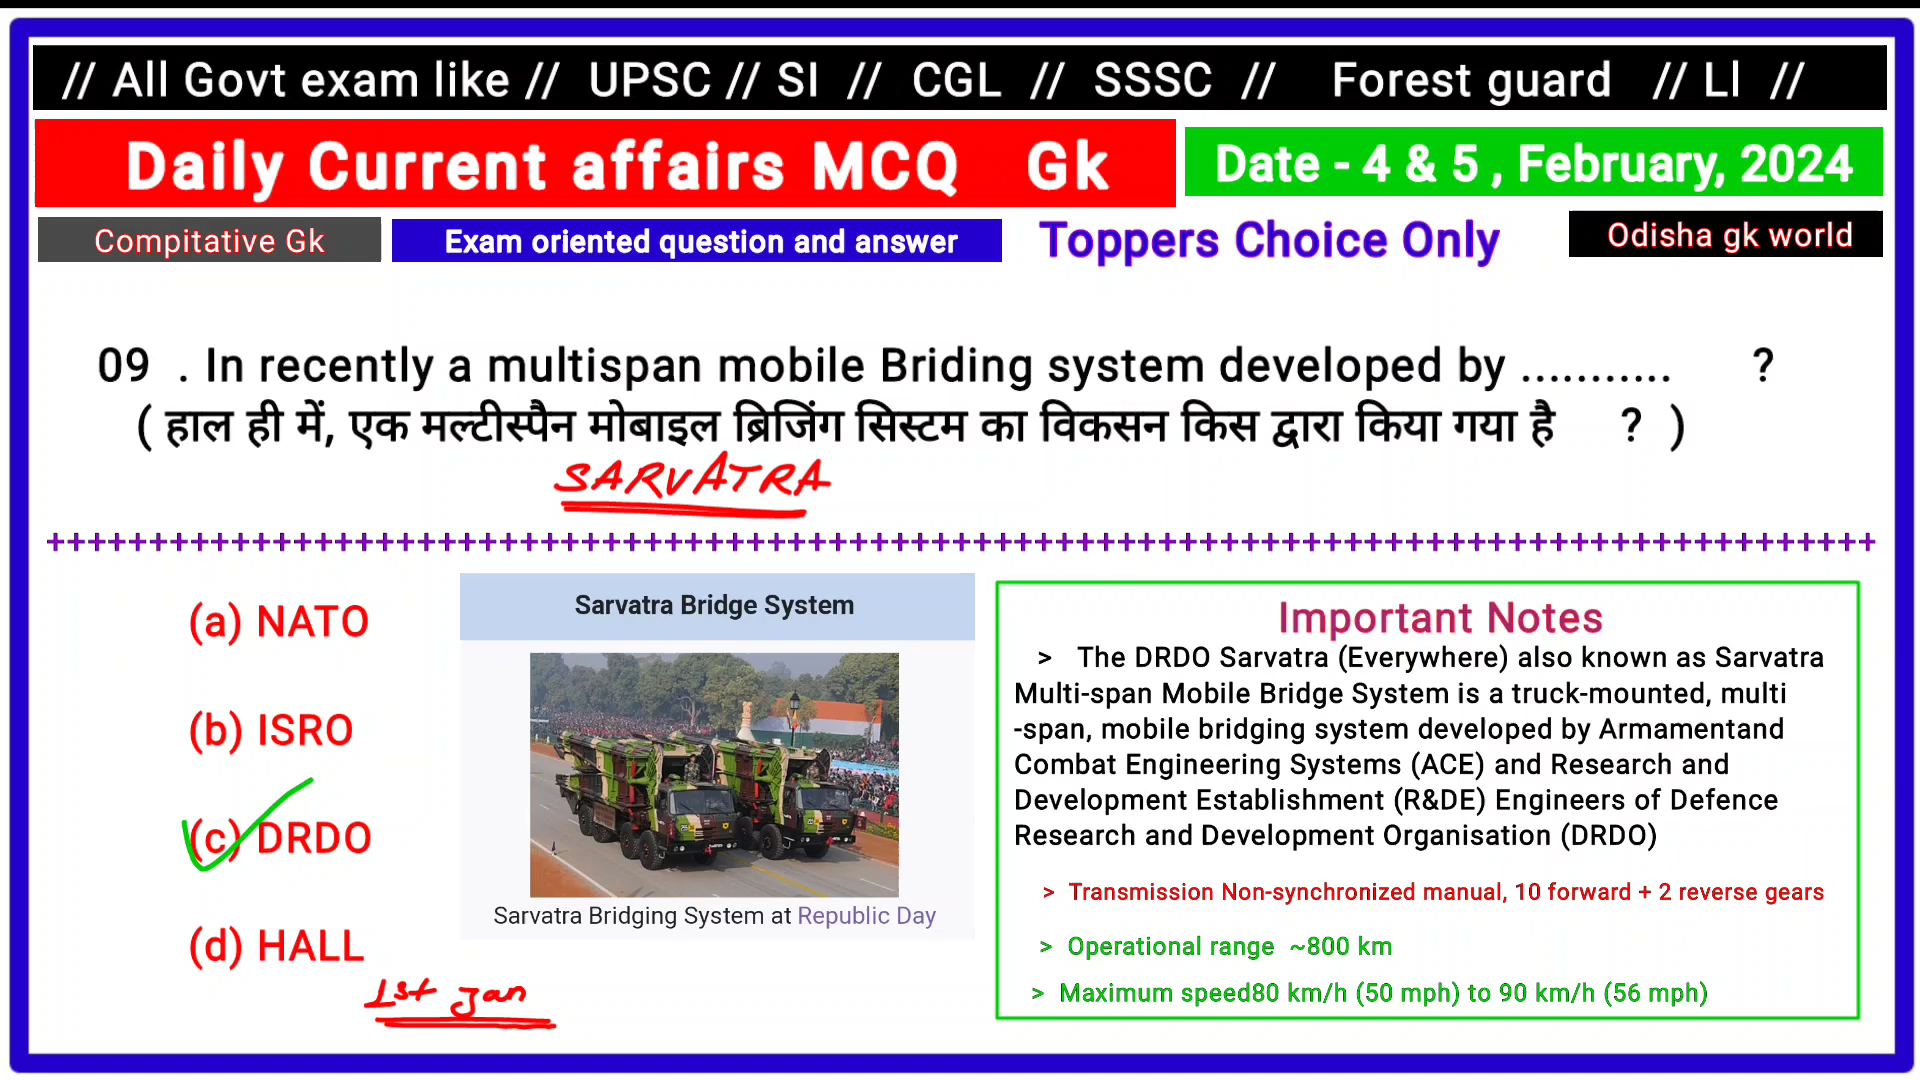 // All Govt exam like // UPSC // SI // CGL // SSSC // Forest guard // Ll //
Daily Current affairs MCQ Gk
Date - 4 & 5 , February, 2024
Compitative Gk
Exam oriented question and answer
Toppers Choice Only
Odisha gk world
09 . In recently a multispan mobile Briding system developed by ........... ?
( हाल ही में, एक मल्टीस्पैन मोबाइल ब्रिजिंग सिस्टम का विकसन किस द्वारा किया गया है ? )
SARVATRA
+++++++++++++++++++++++++++++++++++++++++++++++++++++++++++++++++++++++++++++++++++++++++
(a) NATO
(b) ISRO
(c) DRDO
(d) HALL
1st Jan
Sarvatra Bridge System
Sarvatra Bridging System at Republic Day
Important Notes
> The DRDO Sarvatra (Everywhere) also known as Sarvatra
Multi-span Mobile Bridge System is a truck-mounted, multi
-span, mobile bridging system developed by Armamentand
Combat Engineering Systems (ACE) and Research and
Development Establishment (R&DE) Engineers of Defence
Research and Development Organisation (DRDO)
> Transmission Non-synchronized manual, 10 forward + 2 reverse gears
> Operational range ~800 km
> Maximum speed80 km/h (50 mph) to 90 km/h (56 mph)